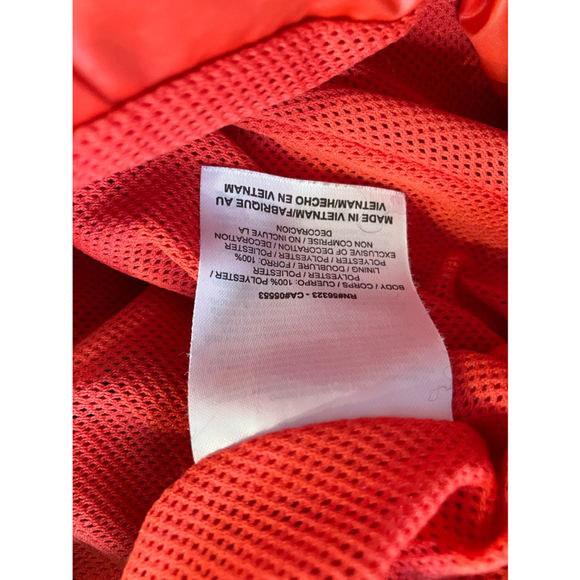 RN#56323 - CA#05553
BODY / CORPS / CUERPO: 100%
POLYESTER / POLYESTER / POLIESTER
LINING / DOUBLURE / FORRO: 100%
POLYESTER / POLYESTER / POLIESTER
EXCLUSIVE OF DECORATION
NON COMPRISE / NO INCLUYE LA
DECORACION
MADE IN VIETNAM/FABRIQUE AU
VIETNAM/HECHO EN VIETNAM